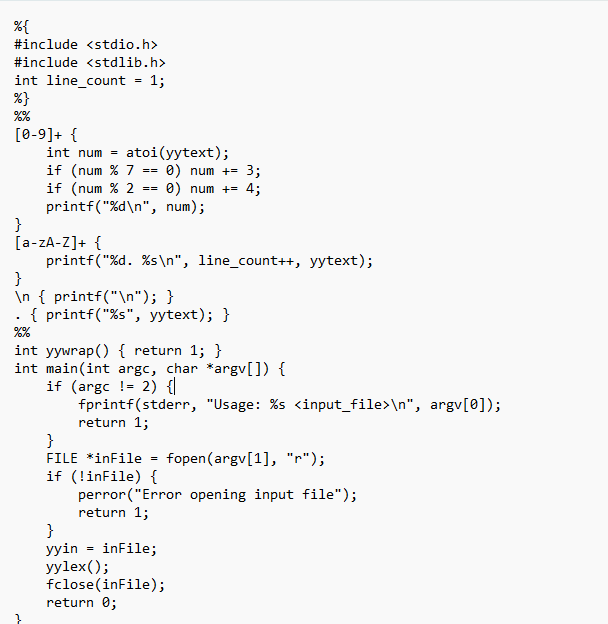 %{
#include <stdio.h>
#include <stdlib.h>
int line_count = 1;
%}
%%
[0-9]+ {
    int num = atoi(yytext);
    if (num % 7 == 0) num += 3;
    if (num % 2 == 0) num += 4;
    printf("%d\n", num);
}
[a-zA-Z]+ {
    printf("%d. %s\n", line_count++, yytext);
}
\n { printf("\n"); }
. { printf("%s", yytext); }
%%
int yywrap() { return 1; }
int main(int argc, char *argv[]) {
    if (argc != 2) {
        fprintf(stderr, "Usage: %s <input_file>\n", argv[0]);
        return 1;
    }
    FILE *inFile = fopen(argv[1], "r");
    if (!inFile) {
        perror("Error opening input file");
        return 1;
    }
    yyin = inFile;
    yylex();
    fclose(inFile);
    return 0;
}